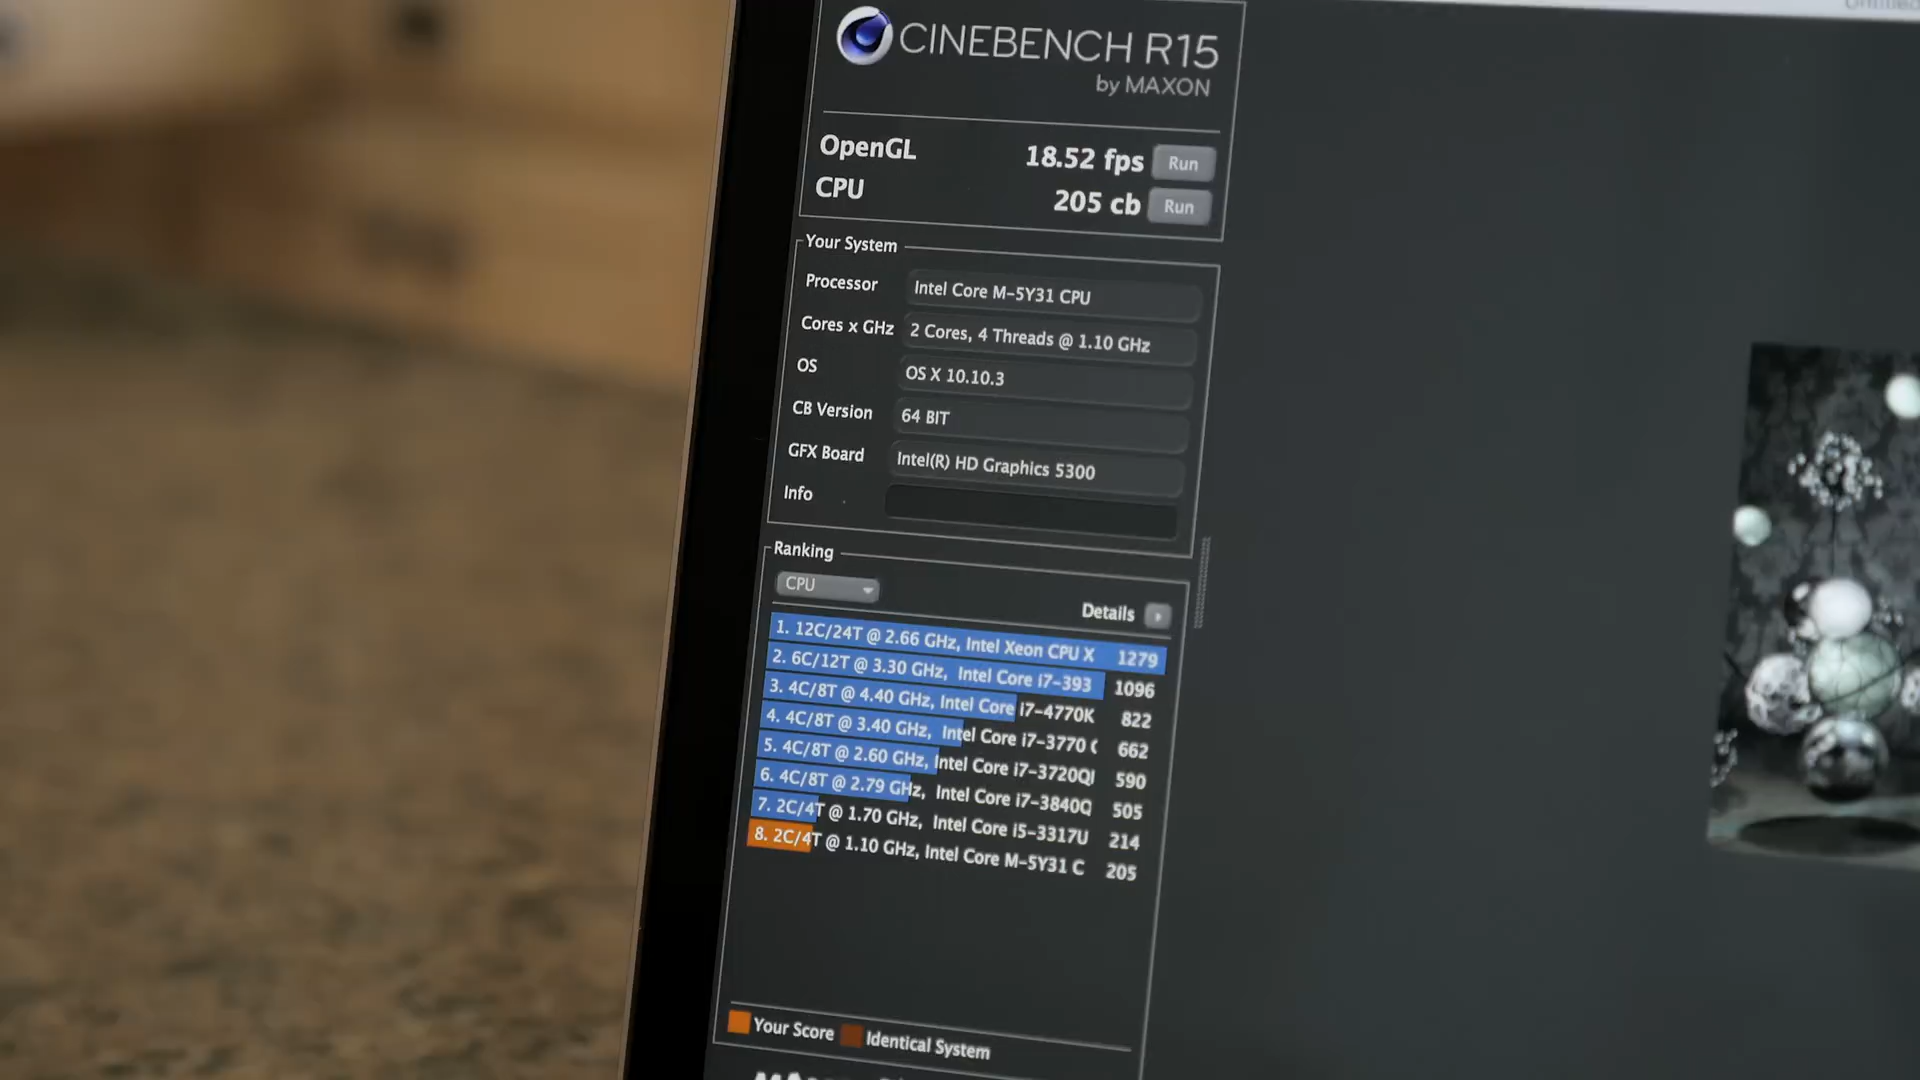 CINEBENCH R15
by MAXON
OpenGL 18.52 fps Run
CPU 205 cb Run
Your System
Processor Intel Core M-5Y31 CPU
Cores x GHz 2 Cores, 4 Threads @ 1.10 GHz
OS OS X 10.10.3
CB Version 64 BIT
GFX Board Intel(R) HD Graphics 5300
Info
Ranking
CPU
Details
1. 12C/24T @ 2.66 GHz, Intel Xeon CPU X 1279
2. 6C/12T @ 3.30 GHz, Intel Core i7-393 1096
3. 4C/8T @ 4.40 GHz, Intel Core i7-4770K 822
4. 4C/8T @ 3.40 GHz, Intel Core i7-3770 C 662
5. 4C/8T @ 2.60 GHz, Intel Core i7-3720Q 590
6. 4C/8T @ 2.79 GHz, Intel Core i7-3840Q 505
7. 2C/4T @ 1.70 GHz, Intel Core i5-3317U 214
8. 2C/4T @ 1.10 GHz, Intel Core M-5Y31 C 205
Your Score Identical System